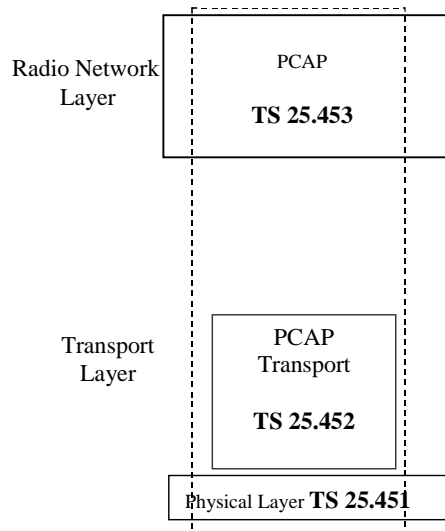 Radio Network
Layer
PCAP
TS 25.453
Transport
Layer
PCAP
Transport
TS 25.452
Physical Layer TS 25.451